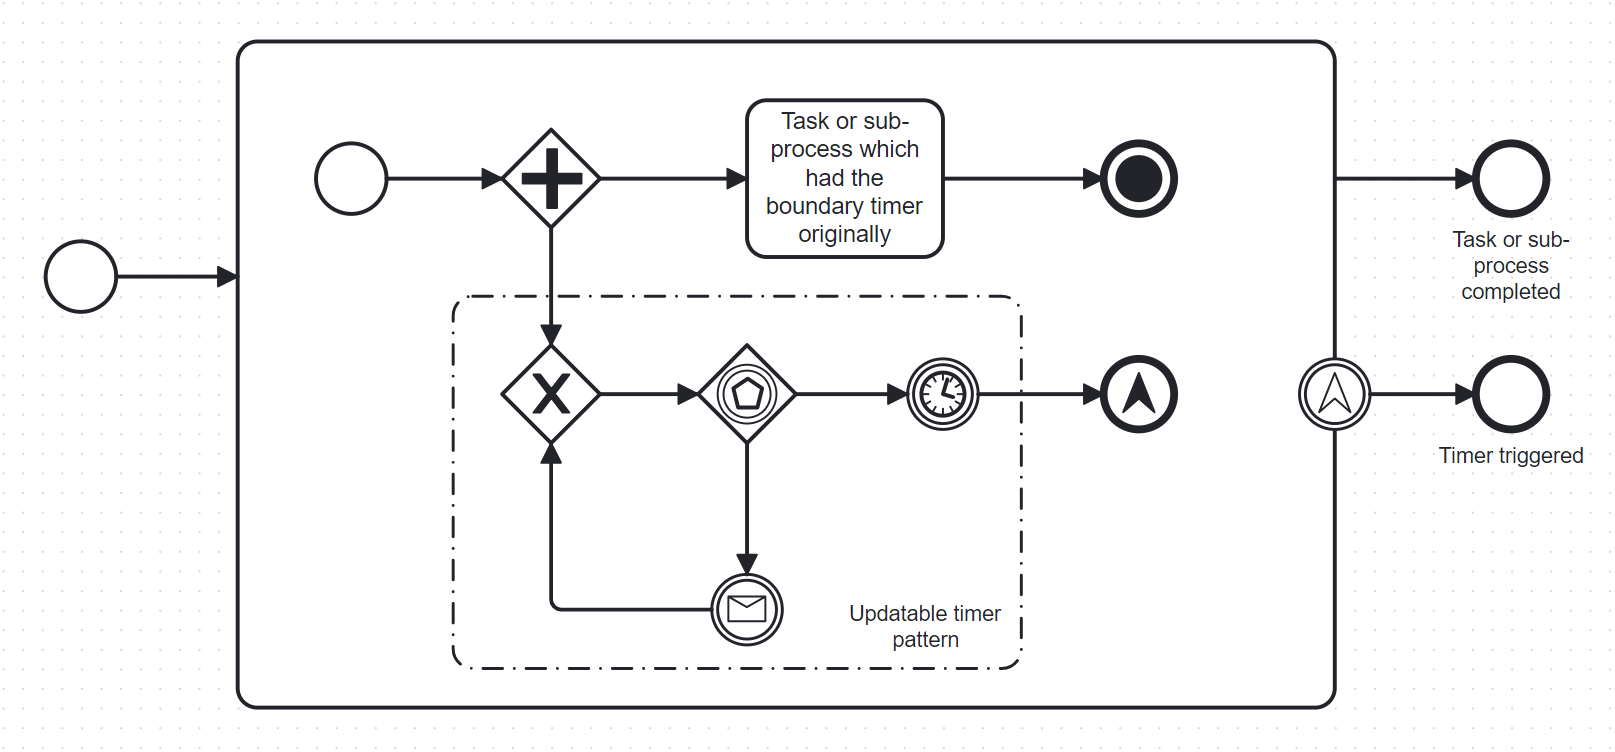 Task or sub-
process which
had the
boundary timer
originally
Task or sub-
process
completed
Timer triggered
Updatable timer
pattern